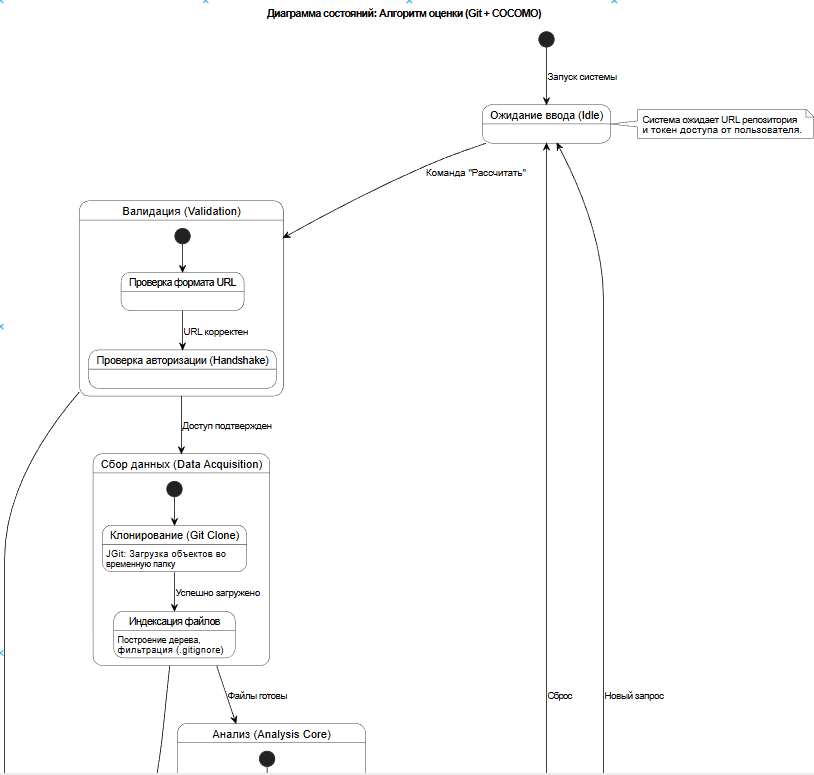 Диаграмма состояний: Алгоритм оценки (Git + COCOMO)
Запуск системы
Ожидание ввода (Idle)
Система ожидает URL репозитория
и токен доступа от пользователя.
Команда "Рассчитать"
Валидация (Validation)
Проверка формата URL
URL корректен
Проверка авторизации (Handshake)
Доступ подтвержден
Сбор данных (Data Acquisition)
Клонирование (Git Clone)
JGit: Загрузка объектов во
временную папку
Успешно загружено
Индексация файлов
Построение дерева,
фильтрация (.gitignore)
Файлы готовы
Сброс
Новый запрос
Анализ (Analysis Core)